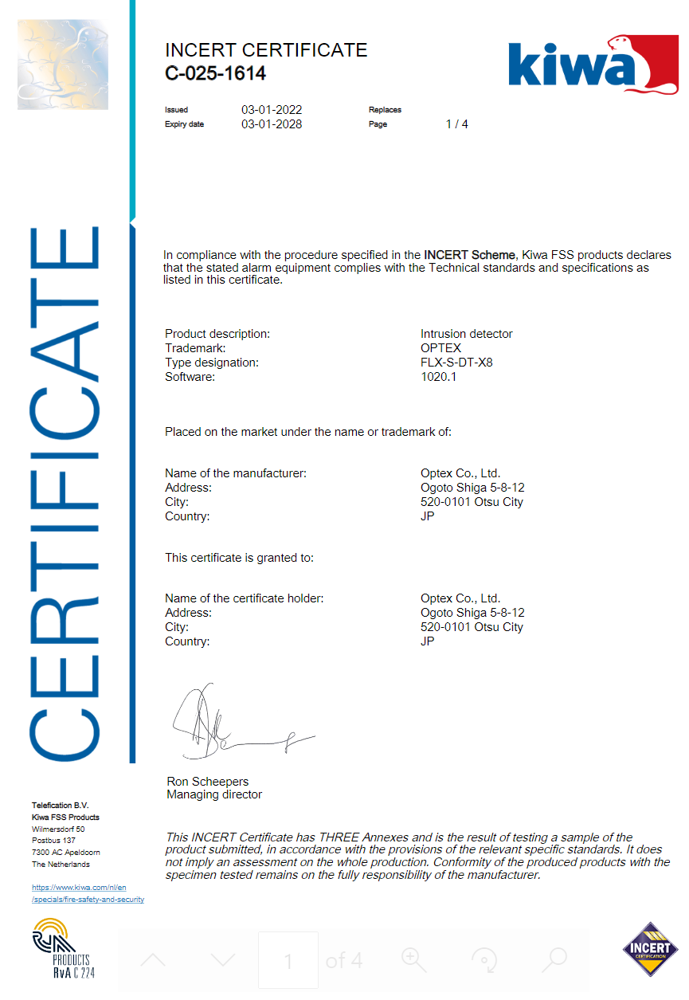 INCERT CERTIFICATE
C-025-1614
kiwa
Issued 03-01-2022 Replaces
Expiry date 03-01-2028 Page 1 / 4
CERTIFICATE
In compliance with the procedure specified in the INCERT Scheme, Kiwa FSS products declares
that the stated alarm equipment complies with the Technical standards and specifications as
listed in this certificate.
Product description: Intrusion detector
Trademark: OPTEX
Type designation: FLX-S-DT-X8
Software: 1020.1
Placed on the market under the name or trademark of:
Name of the manufacturer: Optex Co., Ltd.
Address: Ogoto Shiga 5-8-12
City: 520-0101 Otsu City
Country: JP
This certificate is granted to:
Name of the certificate holder: Optex Co., Ltd.
Address: Ogoto Shiga 5-8-12
City: 520-0101 Otsu City
Country: JP
Ron Scheepers
Managing director
Telefication B.V.
Kiwa FSS Products
Wilmersdorf 50
Postbus 137
7300 AC Apeldoorn
The Netherlands
https://www.kiwa.com/nl/en
/specials/fire-safety-and-security
This INCERT Certificate has THREE Annexes and is the result of testing a sample of the
product submitted, in accordance with the provisions of the relevant specific standards. It does
not imply an assessment on the whole production. Conformity of the produced products with the
specimen tested remains on the fully responsibility of the manufacturer.
RvA
PRODUCTS
RvA C 224
1 of 4
INCERT
CERTIFICATION